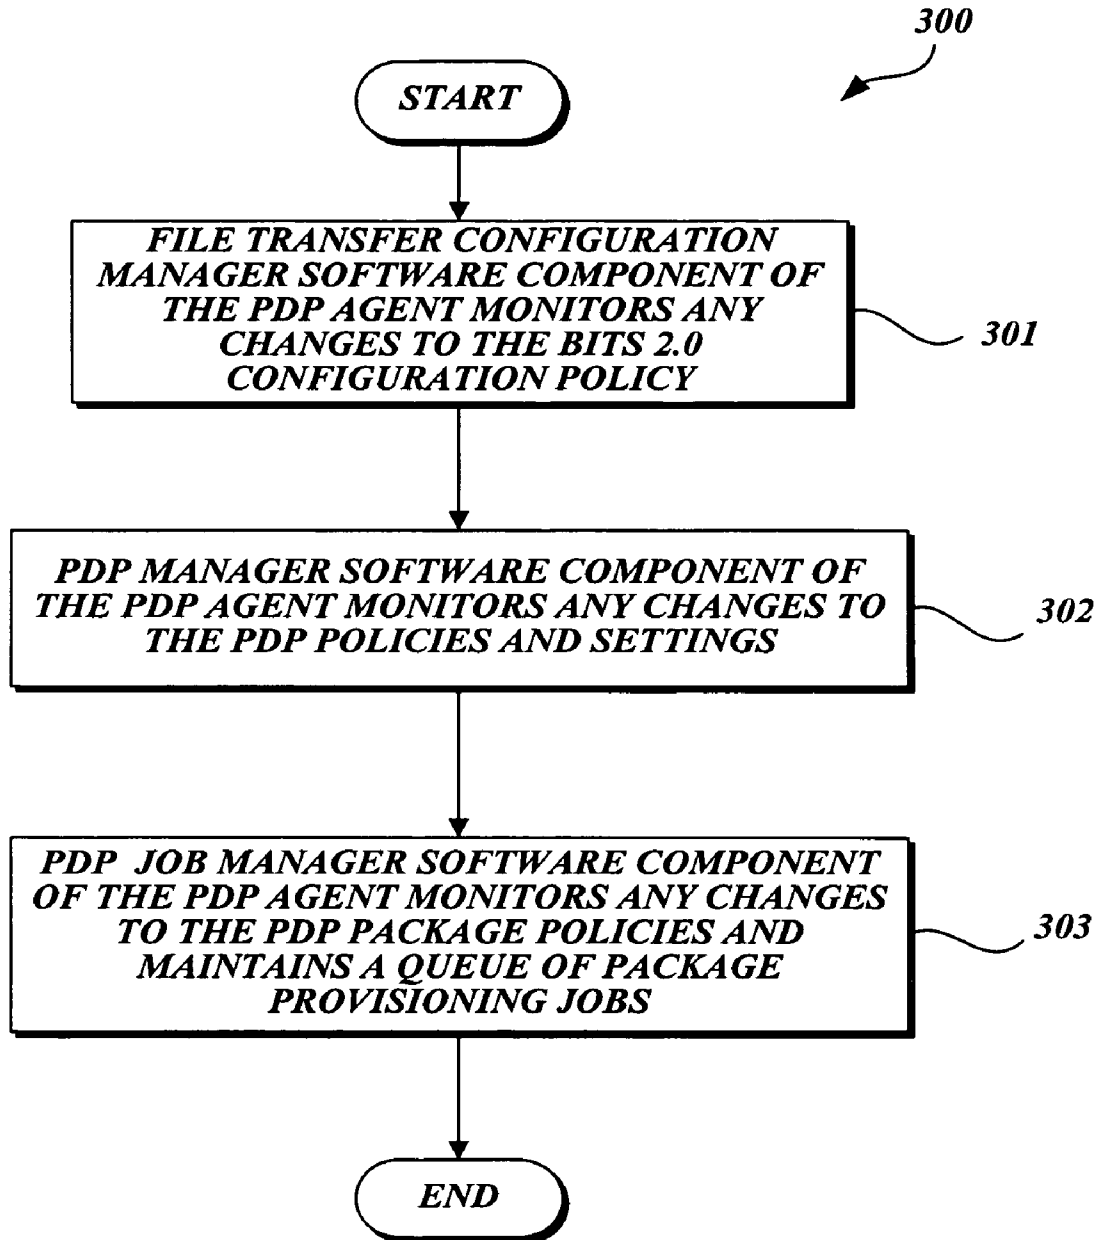 300
START
FILE TRANSFER CONFIGURATION
MANAGER SOFTWARE COMPONENT OF
THE PDP AGENT MONITORS ANY
CHANGES TO THE BITS 2.0
CONFIGURATION POLICY
301
PDP MANAGER SOFTWARE COMPONENT OF
THE PDP AGENT MONITORS ANY CHANGES TO
THE PDP POLICIES AND SETTINGS
302
PDP JOB MANAGER SOFTWARE COMPONENT
OF THE PDP AGENT MONITORS ANY CHANGES
TO THE PDP PACKAGE POLICIES AND
MAINTAINS A QUEUE OF PACKAGE
PROVISIONING JOBS
303
END